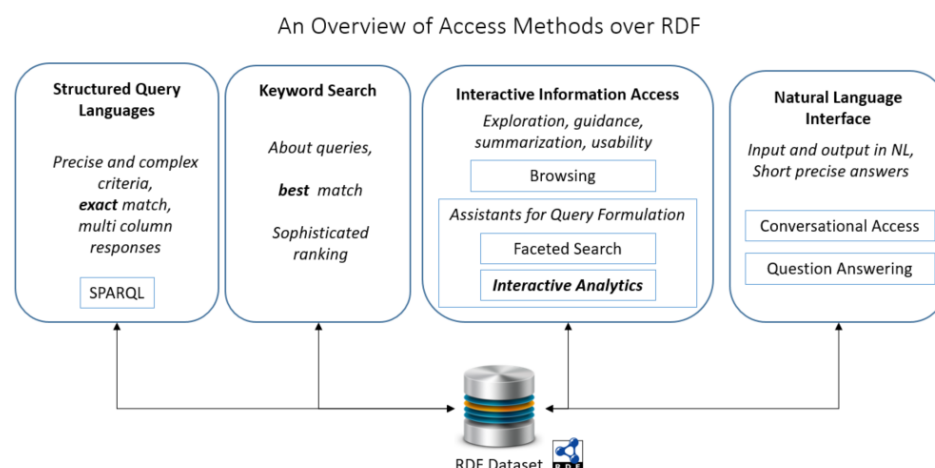 An Overview of Access Methods over RDF
Structured Query
Languages
Precise and complex
criteria,
exact match,
multi column
responses
SPARQL
Keyword Search
About queries,
best match
Sophisticated
ranking
Interactive Information Access
Exploration, guidance,
summarization, usability
Browsing
Assistants for Query Formulation
Faceted Search
Interactive Analytics
Natural Language
Interface
Input and output in NL,
Short precise answers
Conversational Access
Question Answering
RDF Dataset
RDF